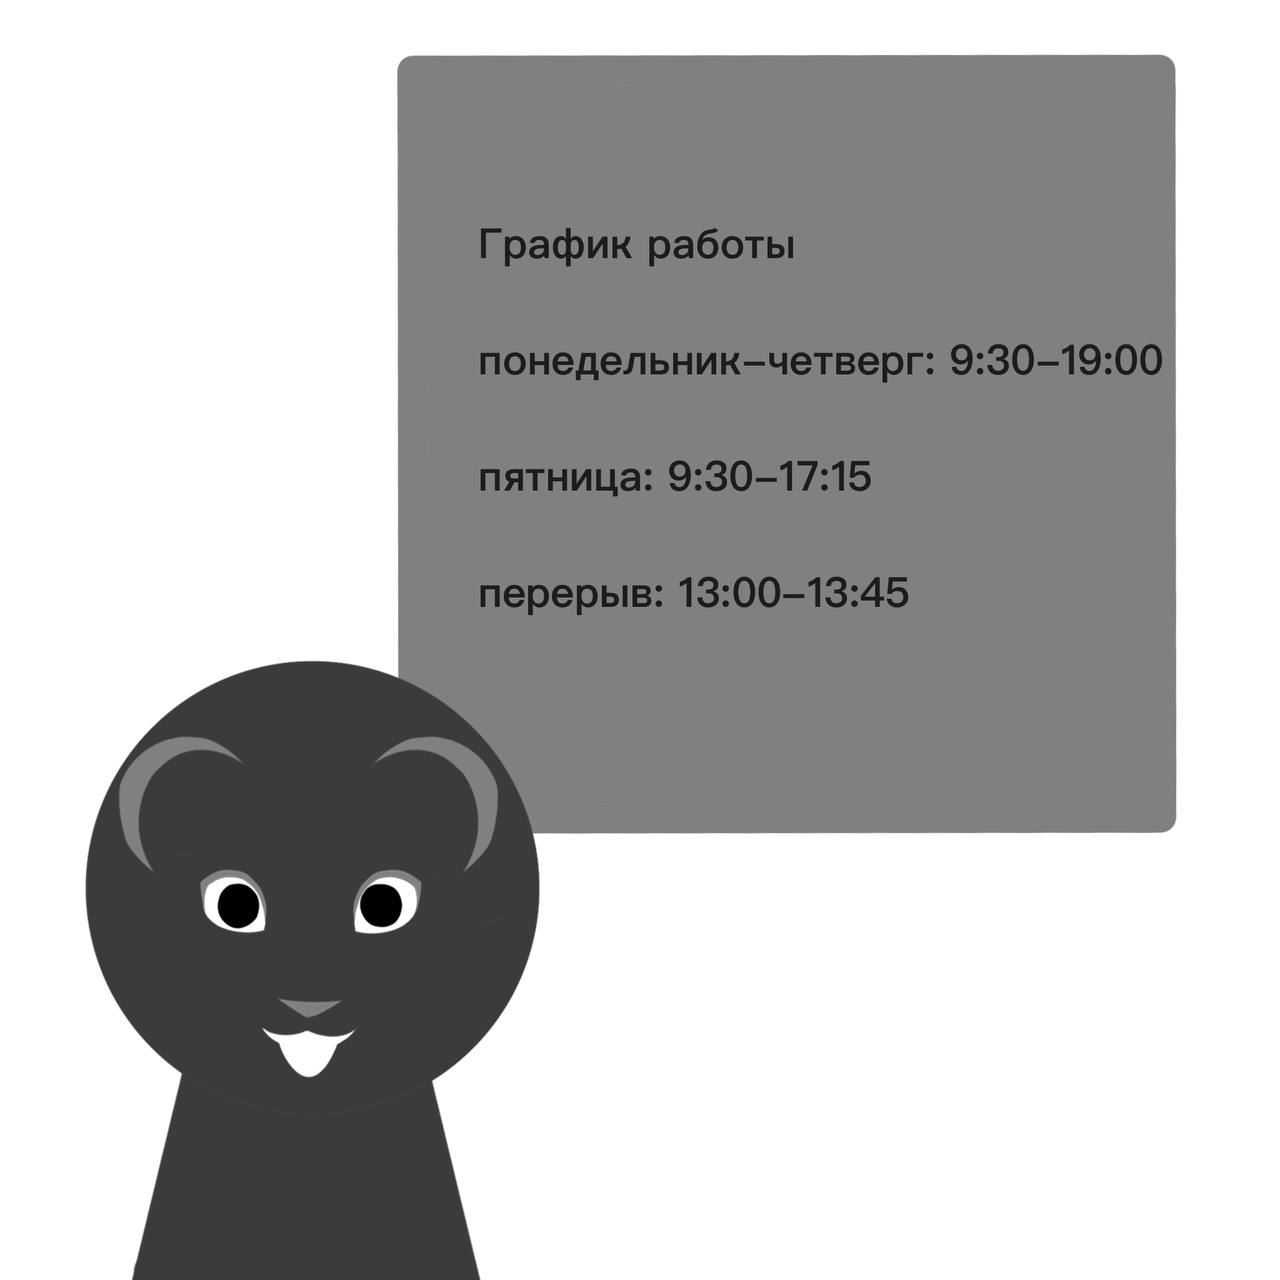 График работы
понедельник–четверг: 9:30–19:00
пятница: 9:30–17:15
перерыв: 13:00–13:45